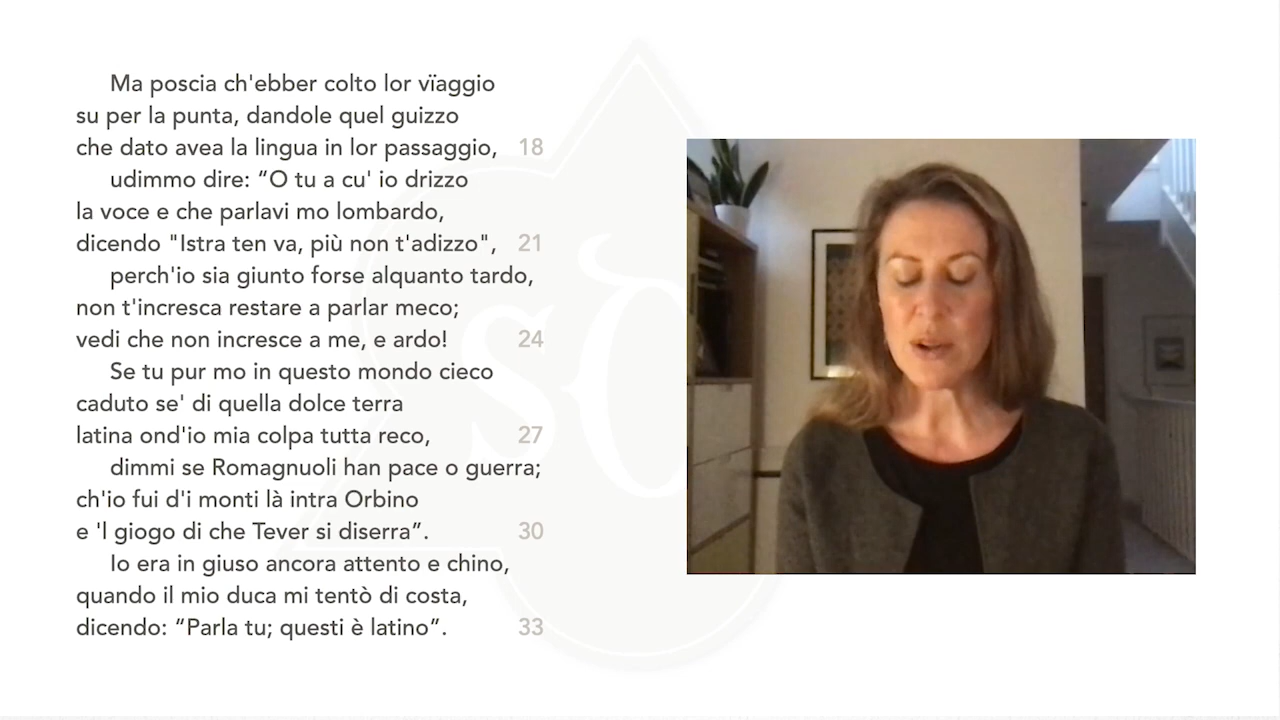 Ma poscia ch'ebber colto lor vïaggio
su per la punta, dandole quel guizzo
che dato avea la lingua in lor passaggio, 18
udimmo dire: “O tu a cu' io drizzo
la voce e che parlavi mo lombardo,
dicendo "Istra ten va, più non t'adizzo", 21
perch'io sia giunto forse alquanto tardo,
non t'incresca restare a parlar meco;
vedi che non incresce a me, e ardo! 24
Se tu pur mo in questo mondo cieco
caduto se' di quella dolce terra
latina ond'io mia colpa tutta reco, 27
dimmi se Romagnuoli han pace o guerra;
ch'io fui d'i monti là intra Orbino
e 'l giogo di che Tever si diserra”. 30
Io era in giuso ancora attento e chino,
quando il mio duca mi tentò di costa,
dicendo: “Parla tu; questi è latino”. 33